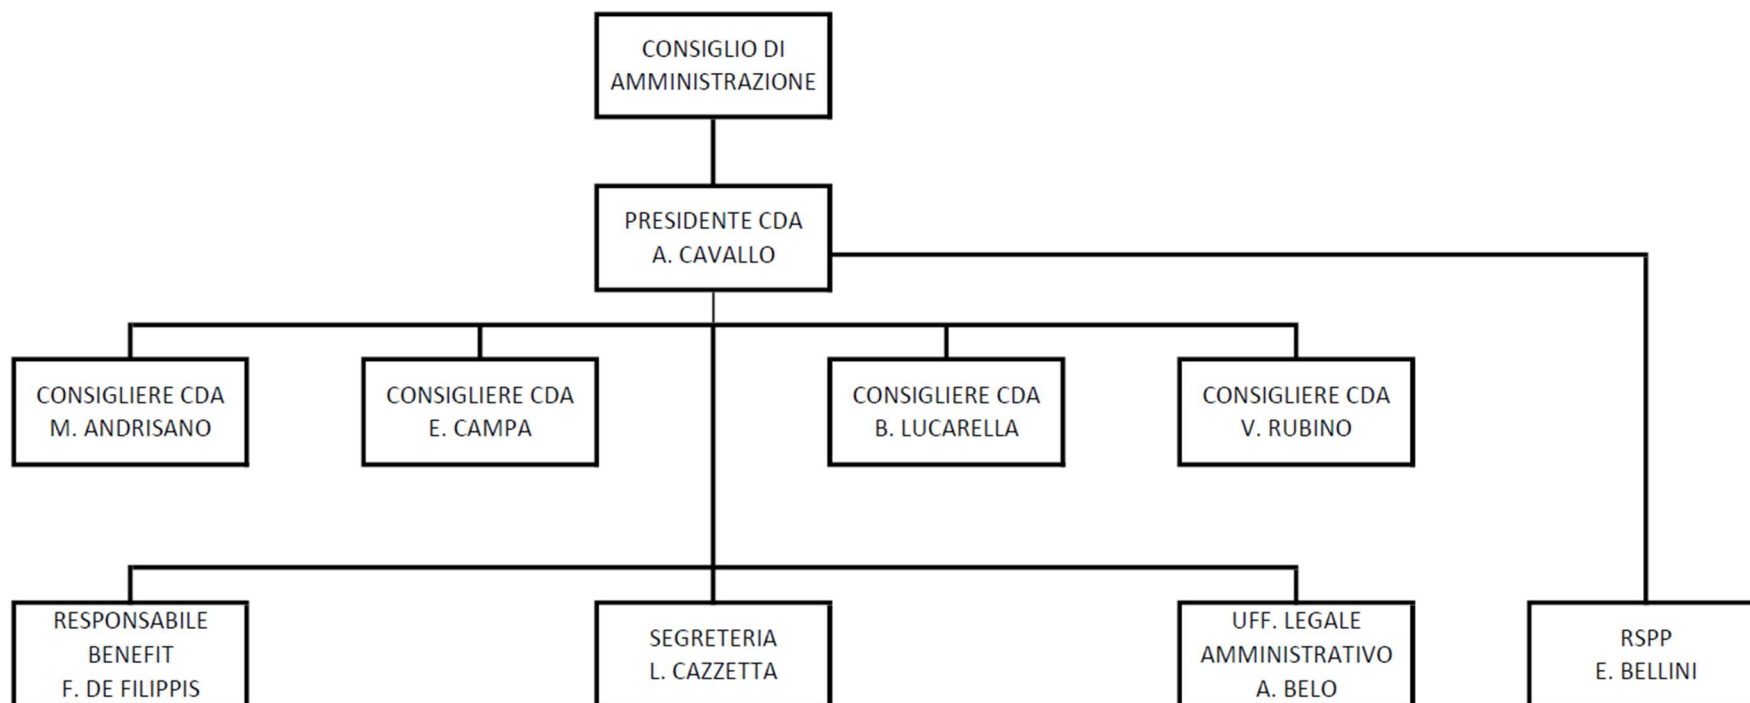 CONSIGLIO DI
AMMINISTRAZIONE
PRESIDENTE CDA
A. CAVALLO
CONSIGLIERE CDA
M. ANDRISANO
CONSIGLIERE CDA
E. CAMPA
CONSIGLIERE CDA
B. LUCARELLA
CONSIGLIERE CDA
V. RUBINO
RESPONSABILE
BENEFIT
F. DE FILIPPIS
SEGRETERIA
L. CAZZETTA
UFF. LEGALE
AMMINISTRATIVO
A. BELO
RSPP
E. BELLINI